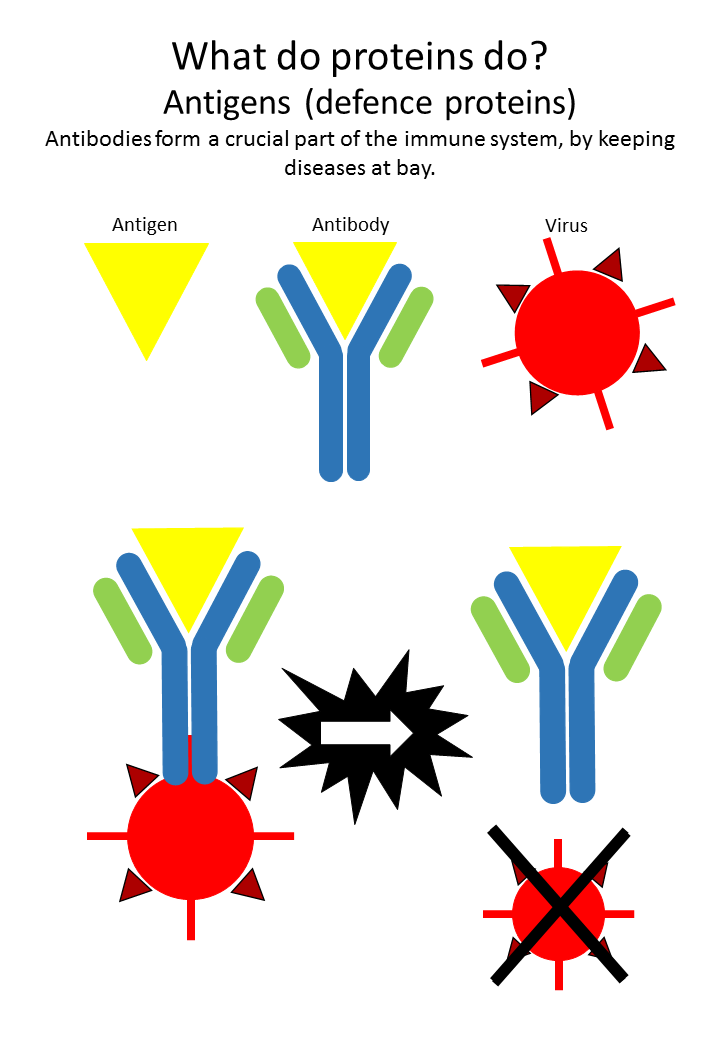 What do proteins do?
Antigens (defence proteins)
Antibodies form a crucial part of the immune system, by keeping
diseases at bay.
Antigen
Antibody
Virus